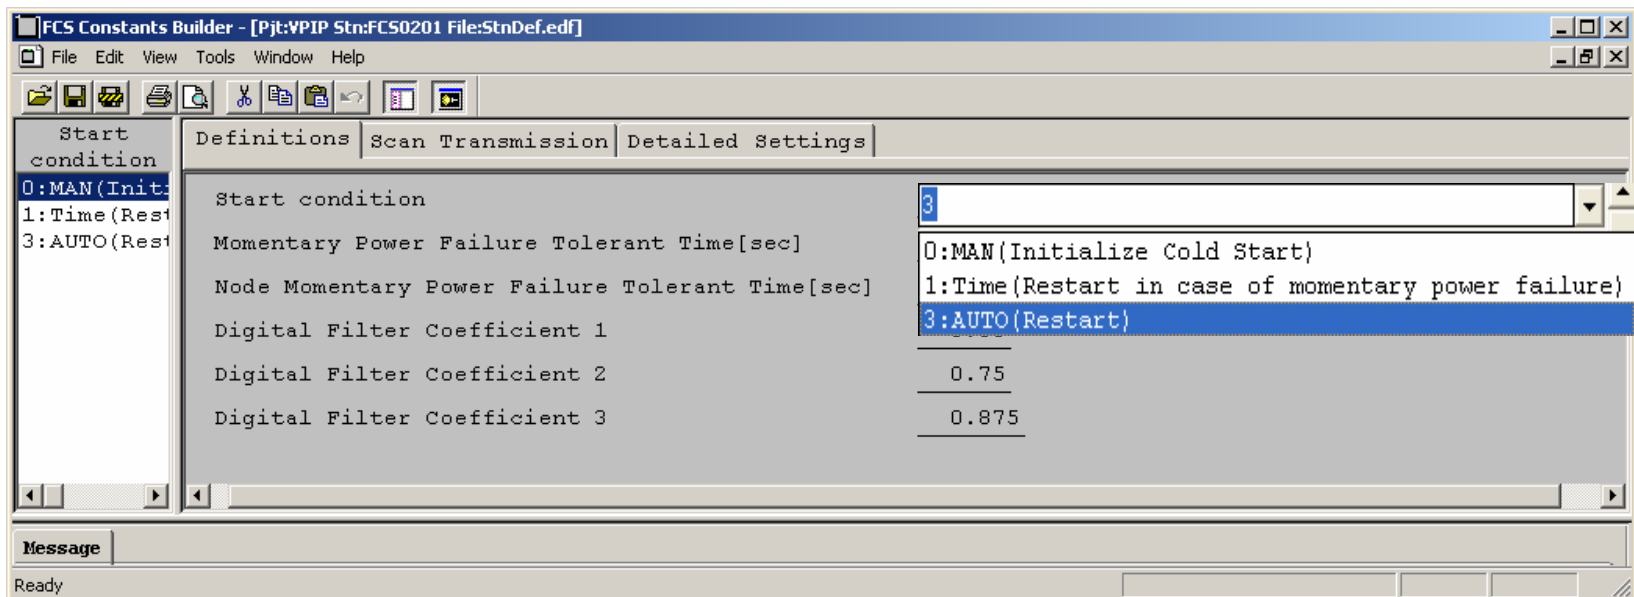 FCS Constants Builder - [Pjt:VPIP Stn:FCS0201 File:StnDef.edf]
File Edit View Tools Window Help
Start
condition
0:MAN(Initi
1:Time(Rest
3:AUTO(Rest
Definitions Scan Transmission Detailed Settings
Start condition 3
0:MAN(Initialize Cold Start)
1:Time(Restart in case of momentary power failure)
3:AUTO(Restart)
Momentary Power Failure Tolerant Time[sec]
Node Momentary Power Failure Tolerant Time[sec]
Digital Filter Coefficient 1
Digital Filter Coefficient 2 0.75
Digital Filter Coefficient 3 0.875
Message
Ready